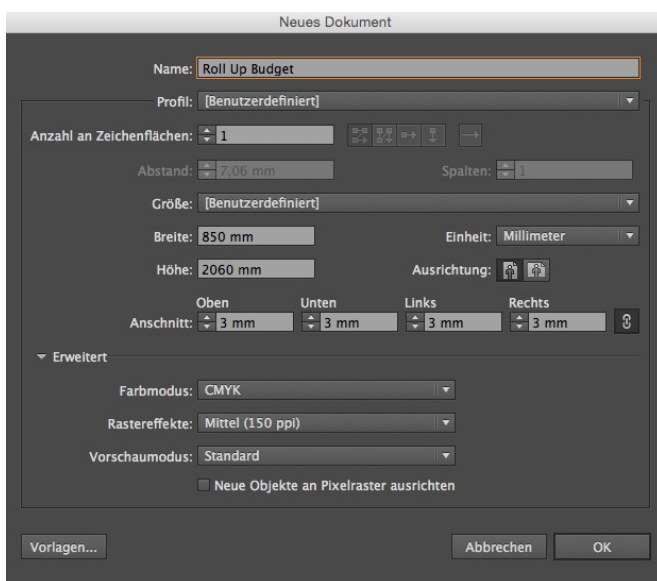 Neues Dokument
Name: Roll Up Budget
Profil: [Benutzerdefiniert]
Anzahl an Zeichenflächen: 1
Abstand: 7,06 mm Spalten: 1
Größe: [Benutzerdefiniert]
Breite: 850 mm Einheit: Millimeter
Höhe: 2060 mm Ausrichtung:
Oben Unten Links Rechts
Anschnitt: 3 mm 3 mm 3 mm 3 mm
Erweitert
Farbmodus: CMYK
Rastereffekte: Mittel (150 ppi)
Vorschaumodus: Standard
Neue Objekte an Pixelraster ausrichten
Vorlagen... Abbrechen OK